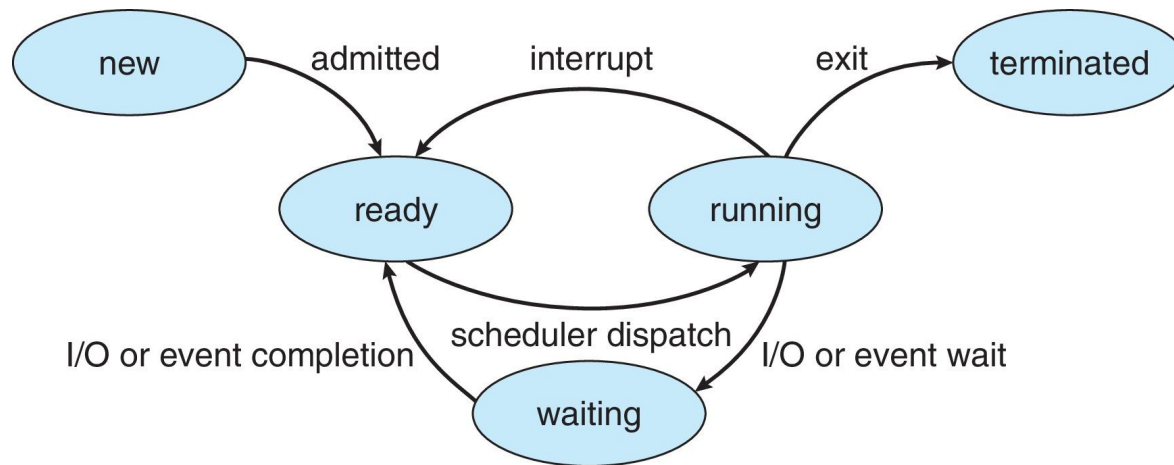 new
admitted
interrupt
exit
terminated
ready
running
scheduler dispatch
I/O or event completion
I/O or event wait
waiting